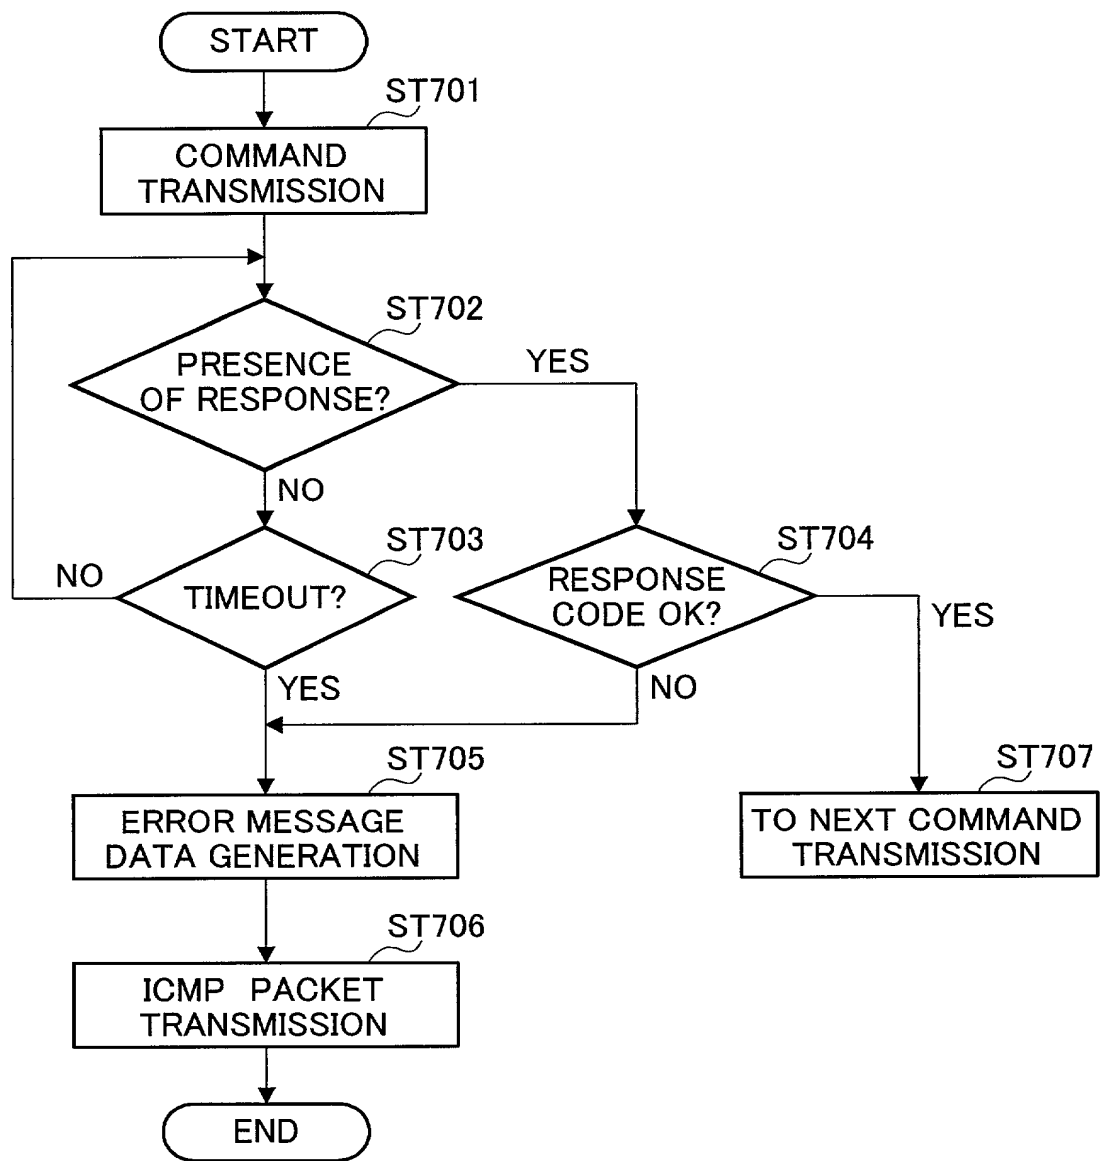 START
ST701
COMMAND
TRANSMISSION
ST702
PRESENCE
OF RESPONSE?
YES
NO
ST703
TIMEOUT?
NO
YES
ST704
RESPONSE
CODE OK?
YES
NO
ST705
ERROR MESSAGE
DATA GENERATION
ST707
TO NEXT COMMAND
TRANSMISSION
ST706
ICMP PACKET
TRANSMISSION
END